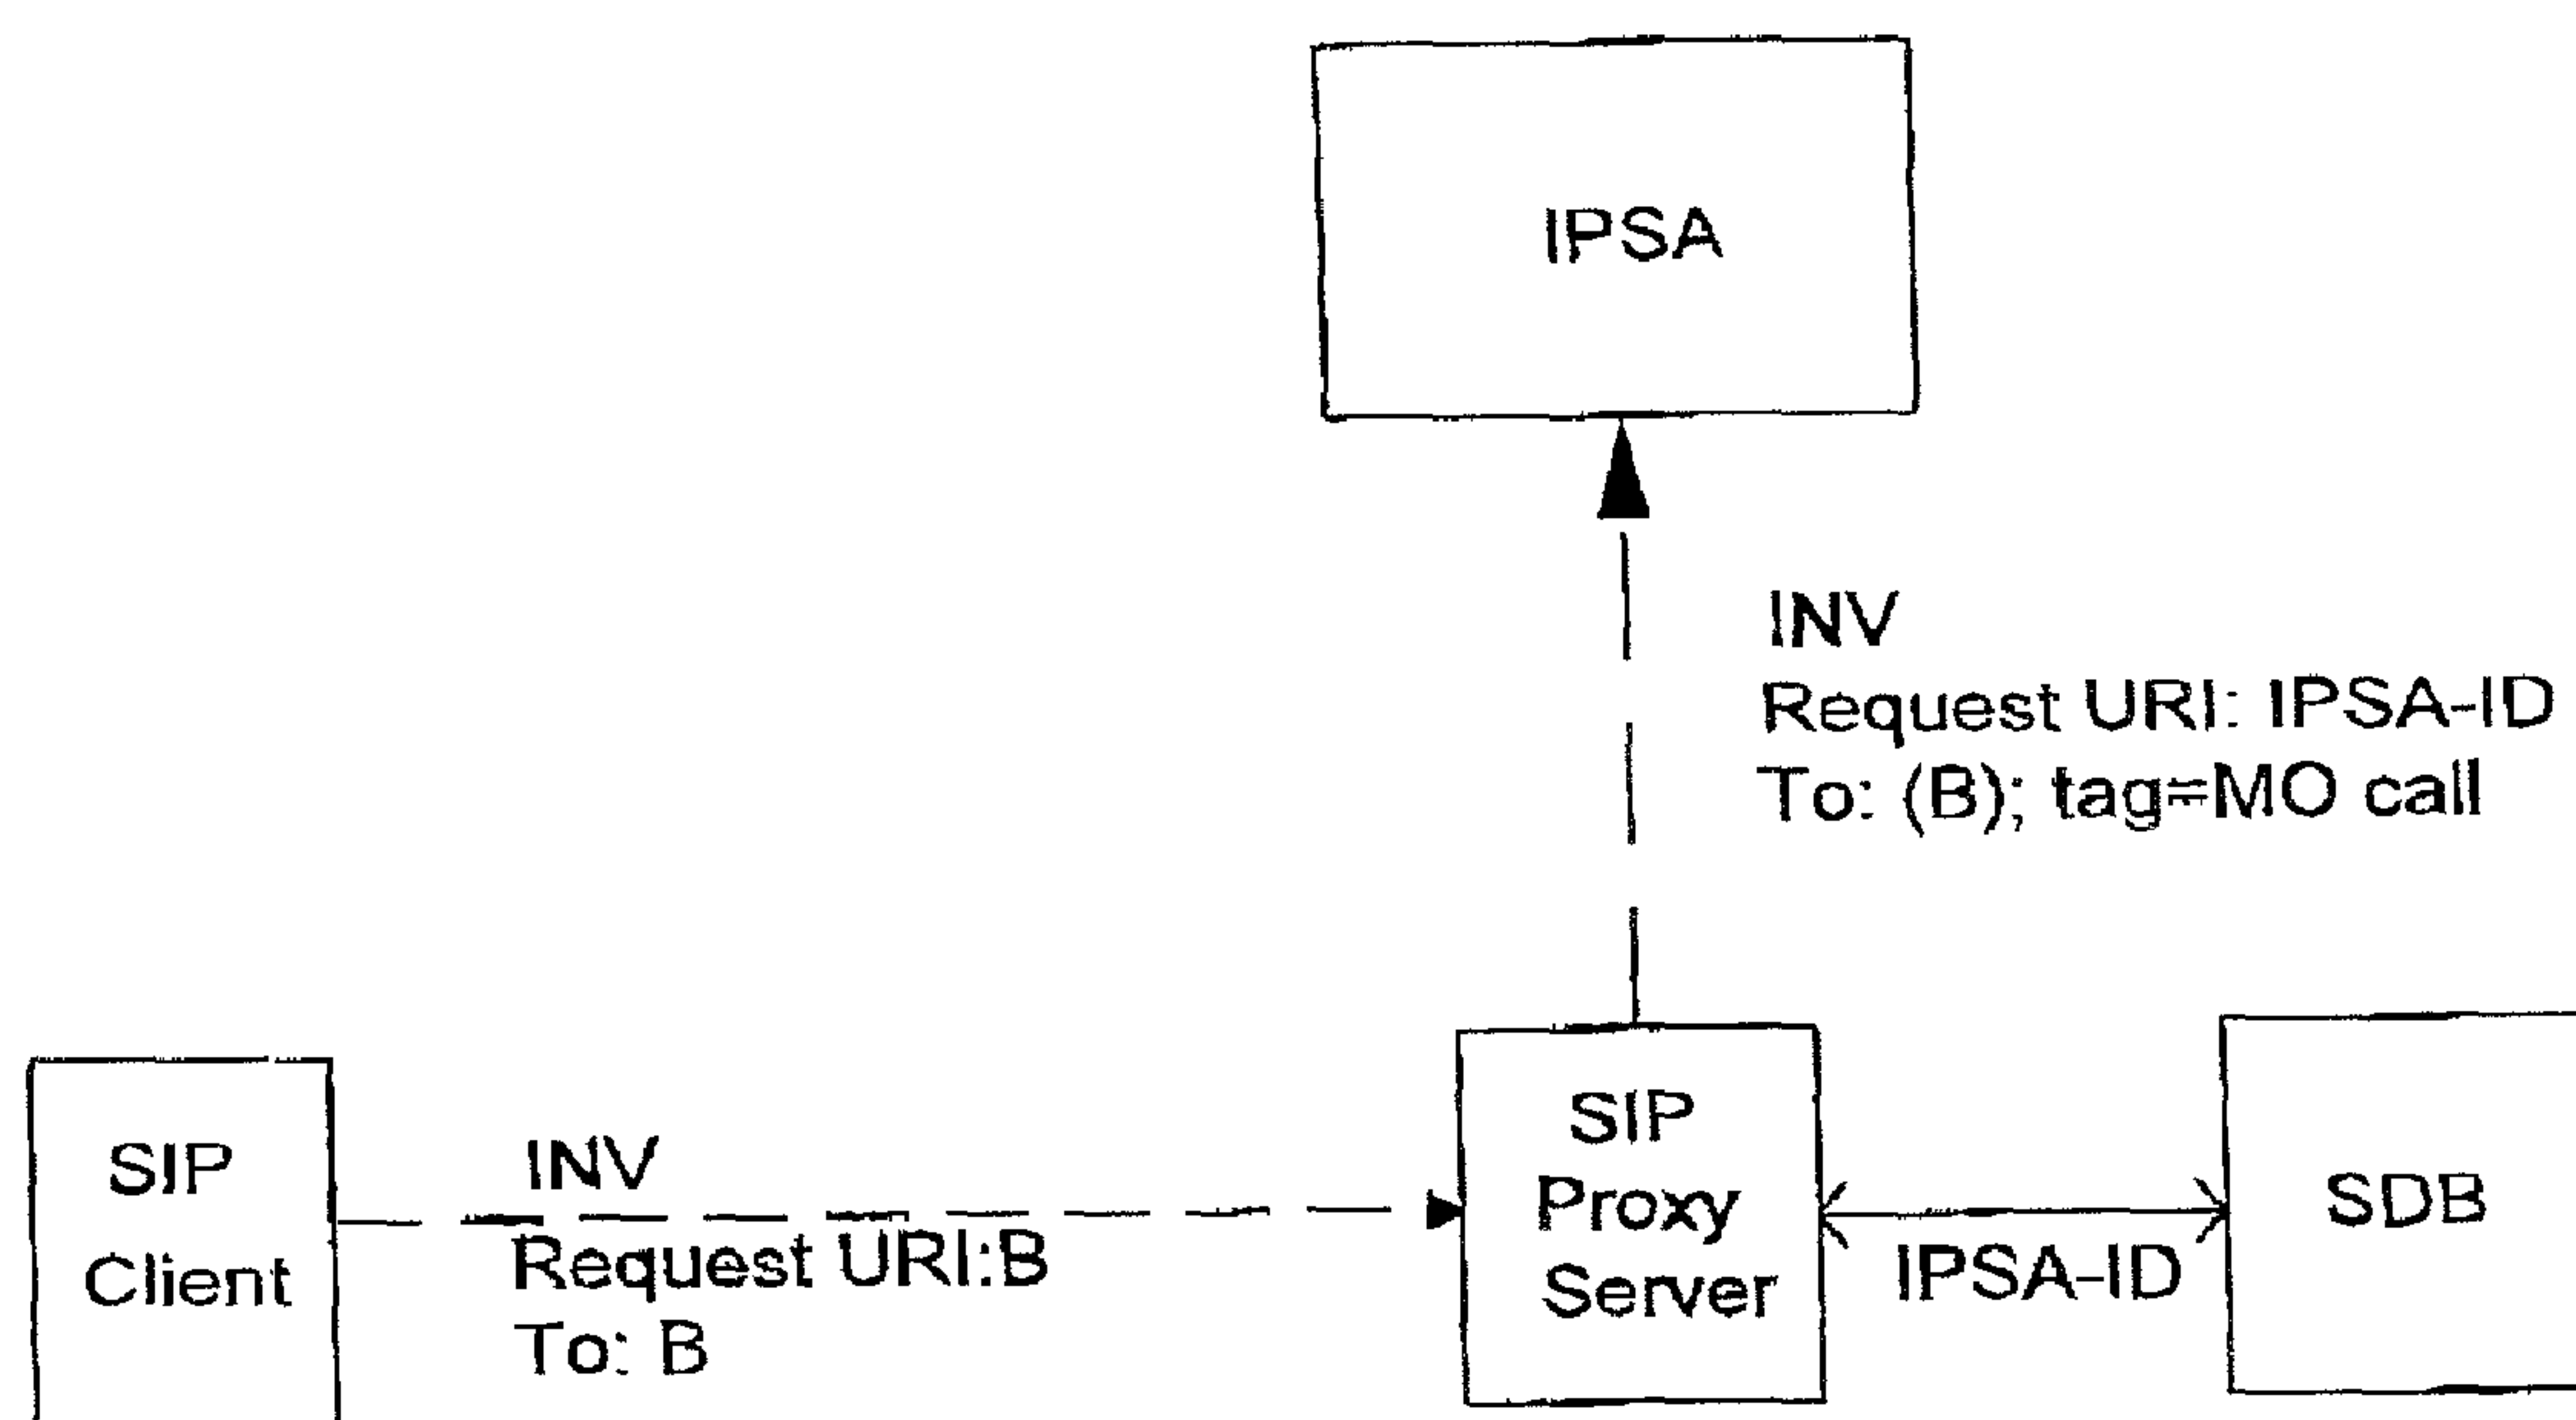 IPSA
INV
Request URI: IPSA-ID
To: (B); tag=MO call
SIP
Client
INV
Request URI:B
To: B
SIP
Proxy
Server
IPSA-ID
SDB